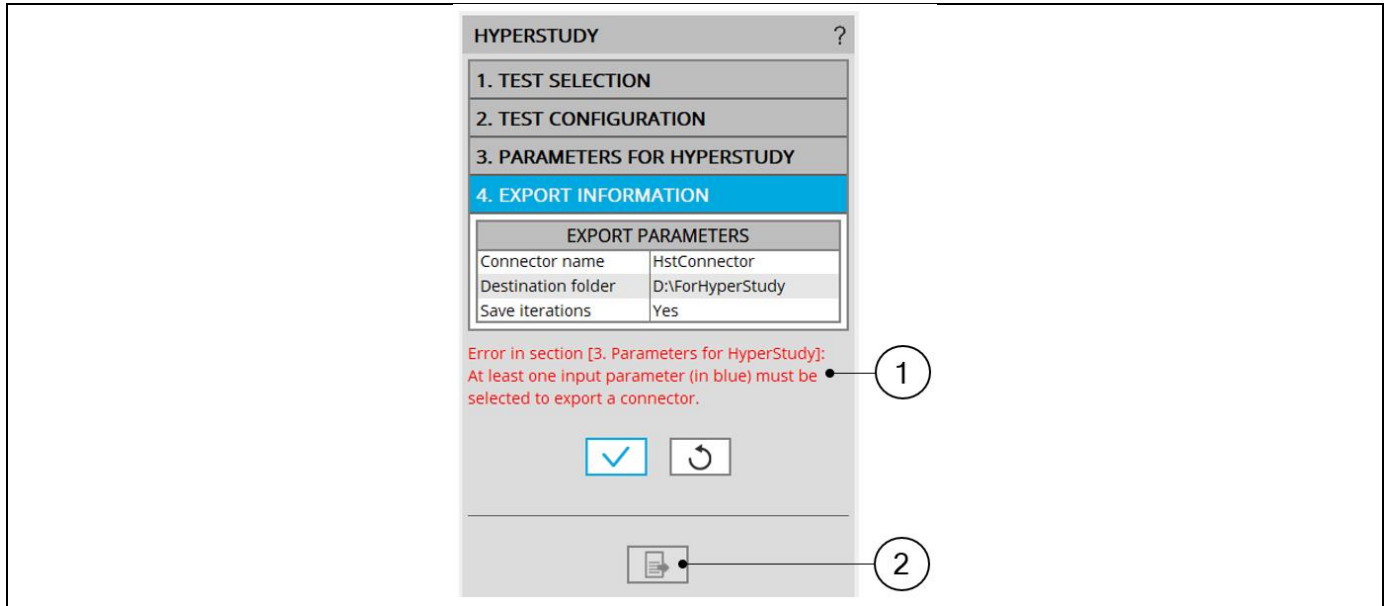 HYPERSTUDY ?
1. TEST SELECTION
2. TEST CONFIGURATION
3. PARAMETERS FOR HYPERSTUDY
4. EXPORT INFORMATION
EXPORT PARAMETERS
Connector name HstConnector
Destination folder D:\ForHyperStudy
Save iterations Yes
Error in section [3. Parameters for HyperStudy]:
At least one input parameter (in blue) must be
selected to export a connector.
1
2